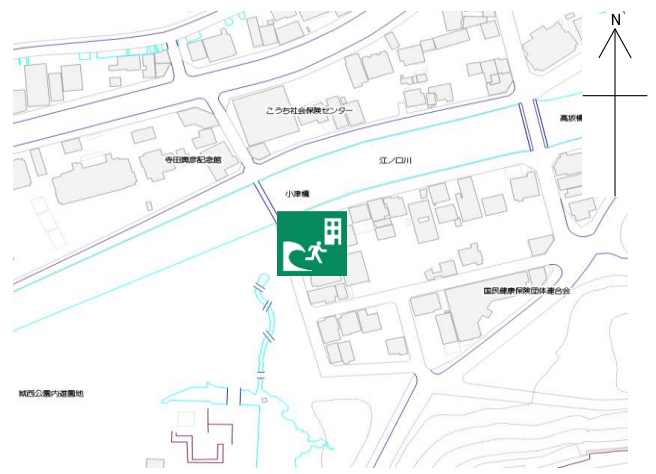 N
こうち社会保険センター
高坂橋
寺田寅彦記念館
江ノ口川
小津橋
国民健康保険団体連合会
城西公園内遊園地